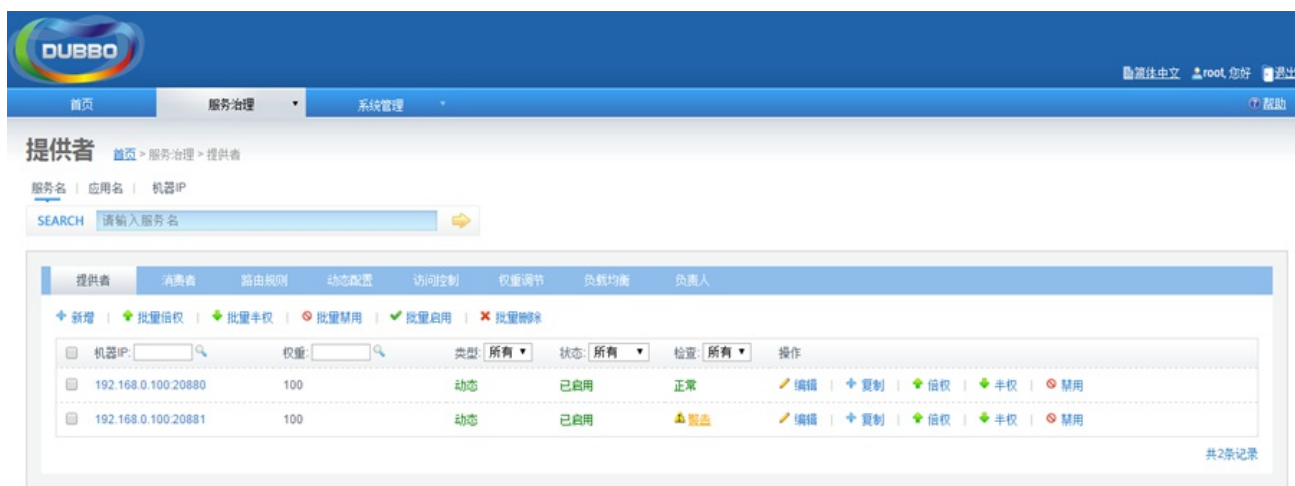 DUBBO
简体中文 root, 您好 退出
首页 服务治理 系统管理 帮助
提供者 首页 > 服务治理 > 提供者
服务名 | 应用名 | 机器IP
SEARCH 请输入服务名
提供者 消费者 路由规则 动态配置 访问控制 权重调节 负载均衡 负责人
新增 | 批量倍权 | 批量半权 | 批量禁用 | 批量启用 | 批量删除
机器IP: 权重: 类型: 所有 状态: 所有 检查: 所有 操作
192.168.0.100:20880 100 动态 已启用 正常 编辑 | 复制 | 倍权 | 半权 | 禁用
192.168.0.100:20881 100 动态 已启用 警告 编辑 | 复制 | 倍权 | 半权 | 禁用
共2条记录